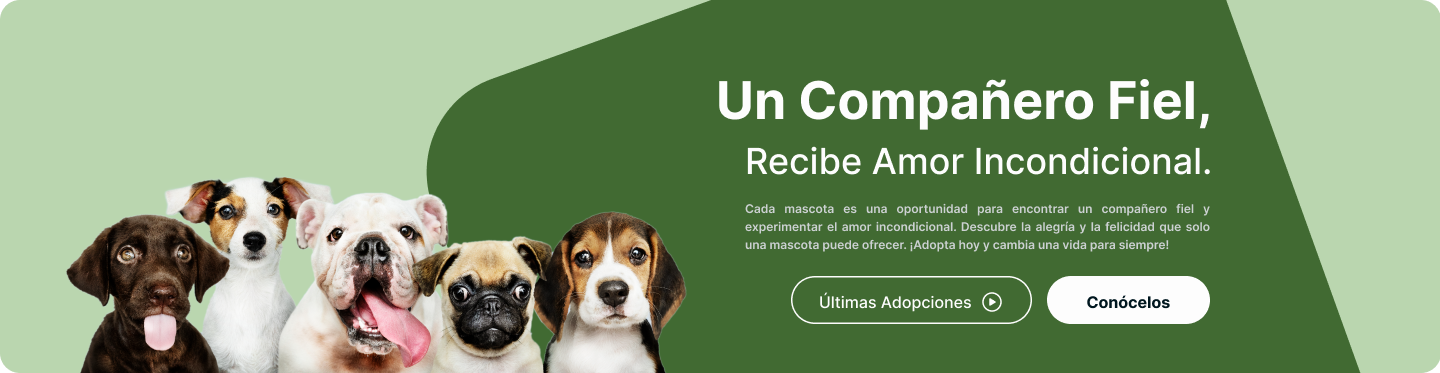 Un Compañero Fiel,
Recibe Amor Incondicional.
Cada mascota es una oportunidad para encontrar un compañero fiel y
experimentar el amor incondicional. Descubre la alegría y la felicidad que solo
una mascota puede ofrecer. ¡Adopta hoy y cambia una vida para siempre!
Últimas Adopciones
Conócelos